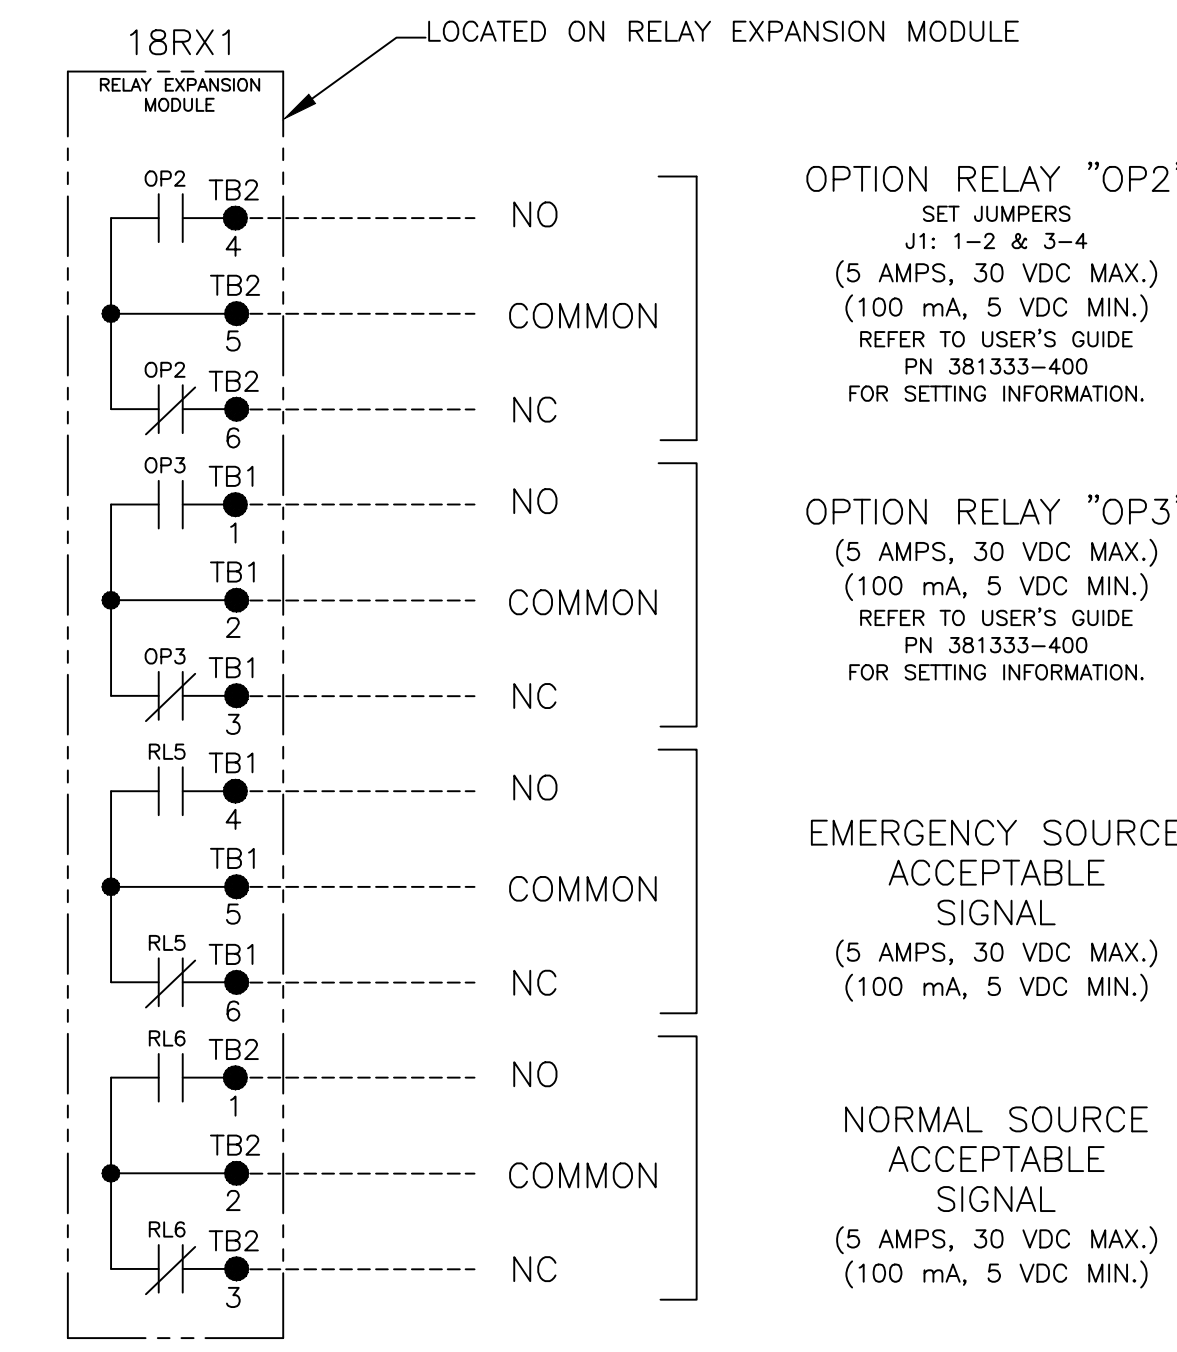 18RX1
LOCATED ON RELAY EXPANSION MODULE
RELAY EXPANSION
MODULE
OP2 TB2
4
NO
TB2
5
COMMON
OP2 TB2
6
NC
OPTION RELAY "OP2"
SET JUMPERS
J1: 1-2 & 3-4
(5 AMPS, 30 VDC MAX.)
(100 mA, 5 VDC MIN.)
REFER TO USER'S GUIDE
PN 381333-400
FOR SETTING INFORMATION.
OP3 TB1
1
NO
TB1
2
COMMON
OP3 TB1
3
NC
OPTION RELAY "OP3"
(5 AMPS, 30 VDC MAX.)
(100 mA, 5 VDC MIN.)
REFER TO USER'S GUIDE
PN 381333-400
FOR SETTING INFORMATION.
RL5 TB1
4
NO
TB1
5
COMMON
RL5 TB1
6
NC
EMERGENCY SOURCE
ACCEPTABLE
SIGNAL
(5 AMPS, 30 VDC MAX.)
(100 mA, 5 VDC MIN.)
RL6 TB2
1
NO
TB2
2
COMMON
RL6 TB2
3
NC
NORMAL SOURCE
ACCEPTABLE
SIGNAL
(5 AMPS, 30 VDC MAX.)
(100 mA, 5 VDC MIN.)